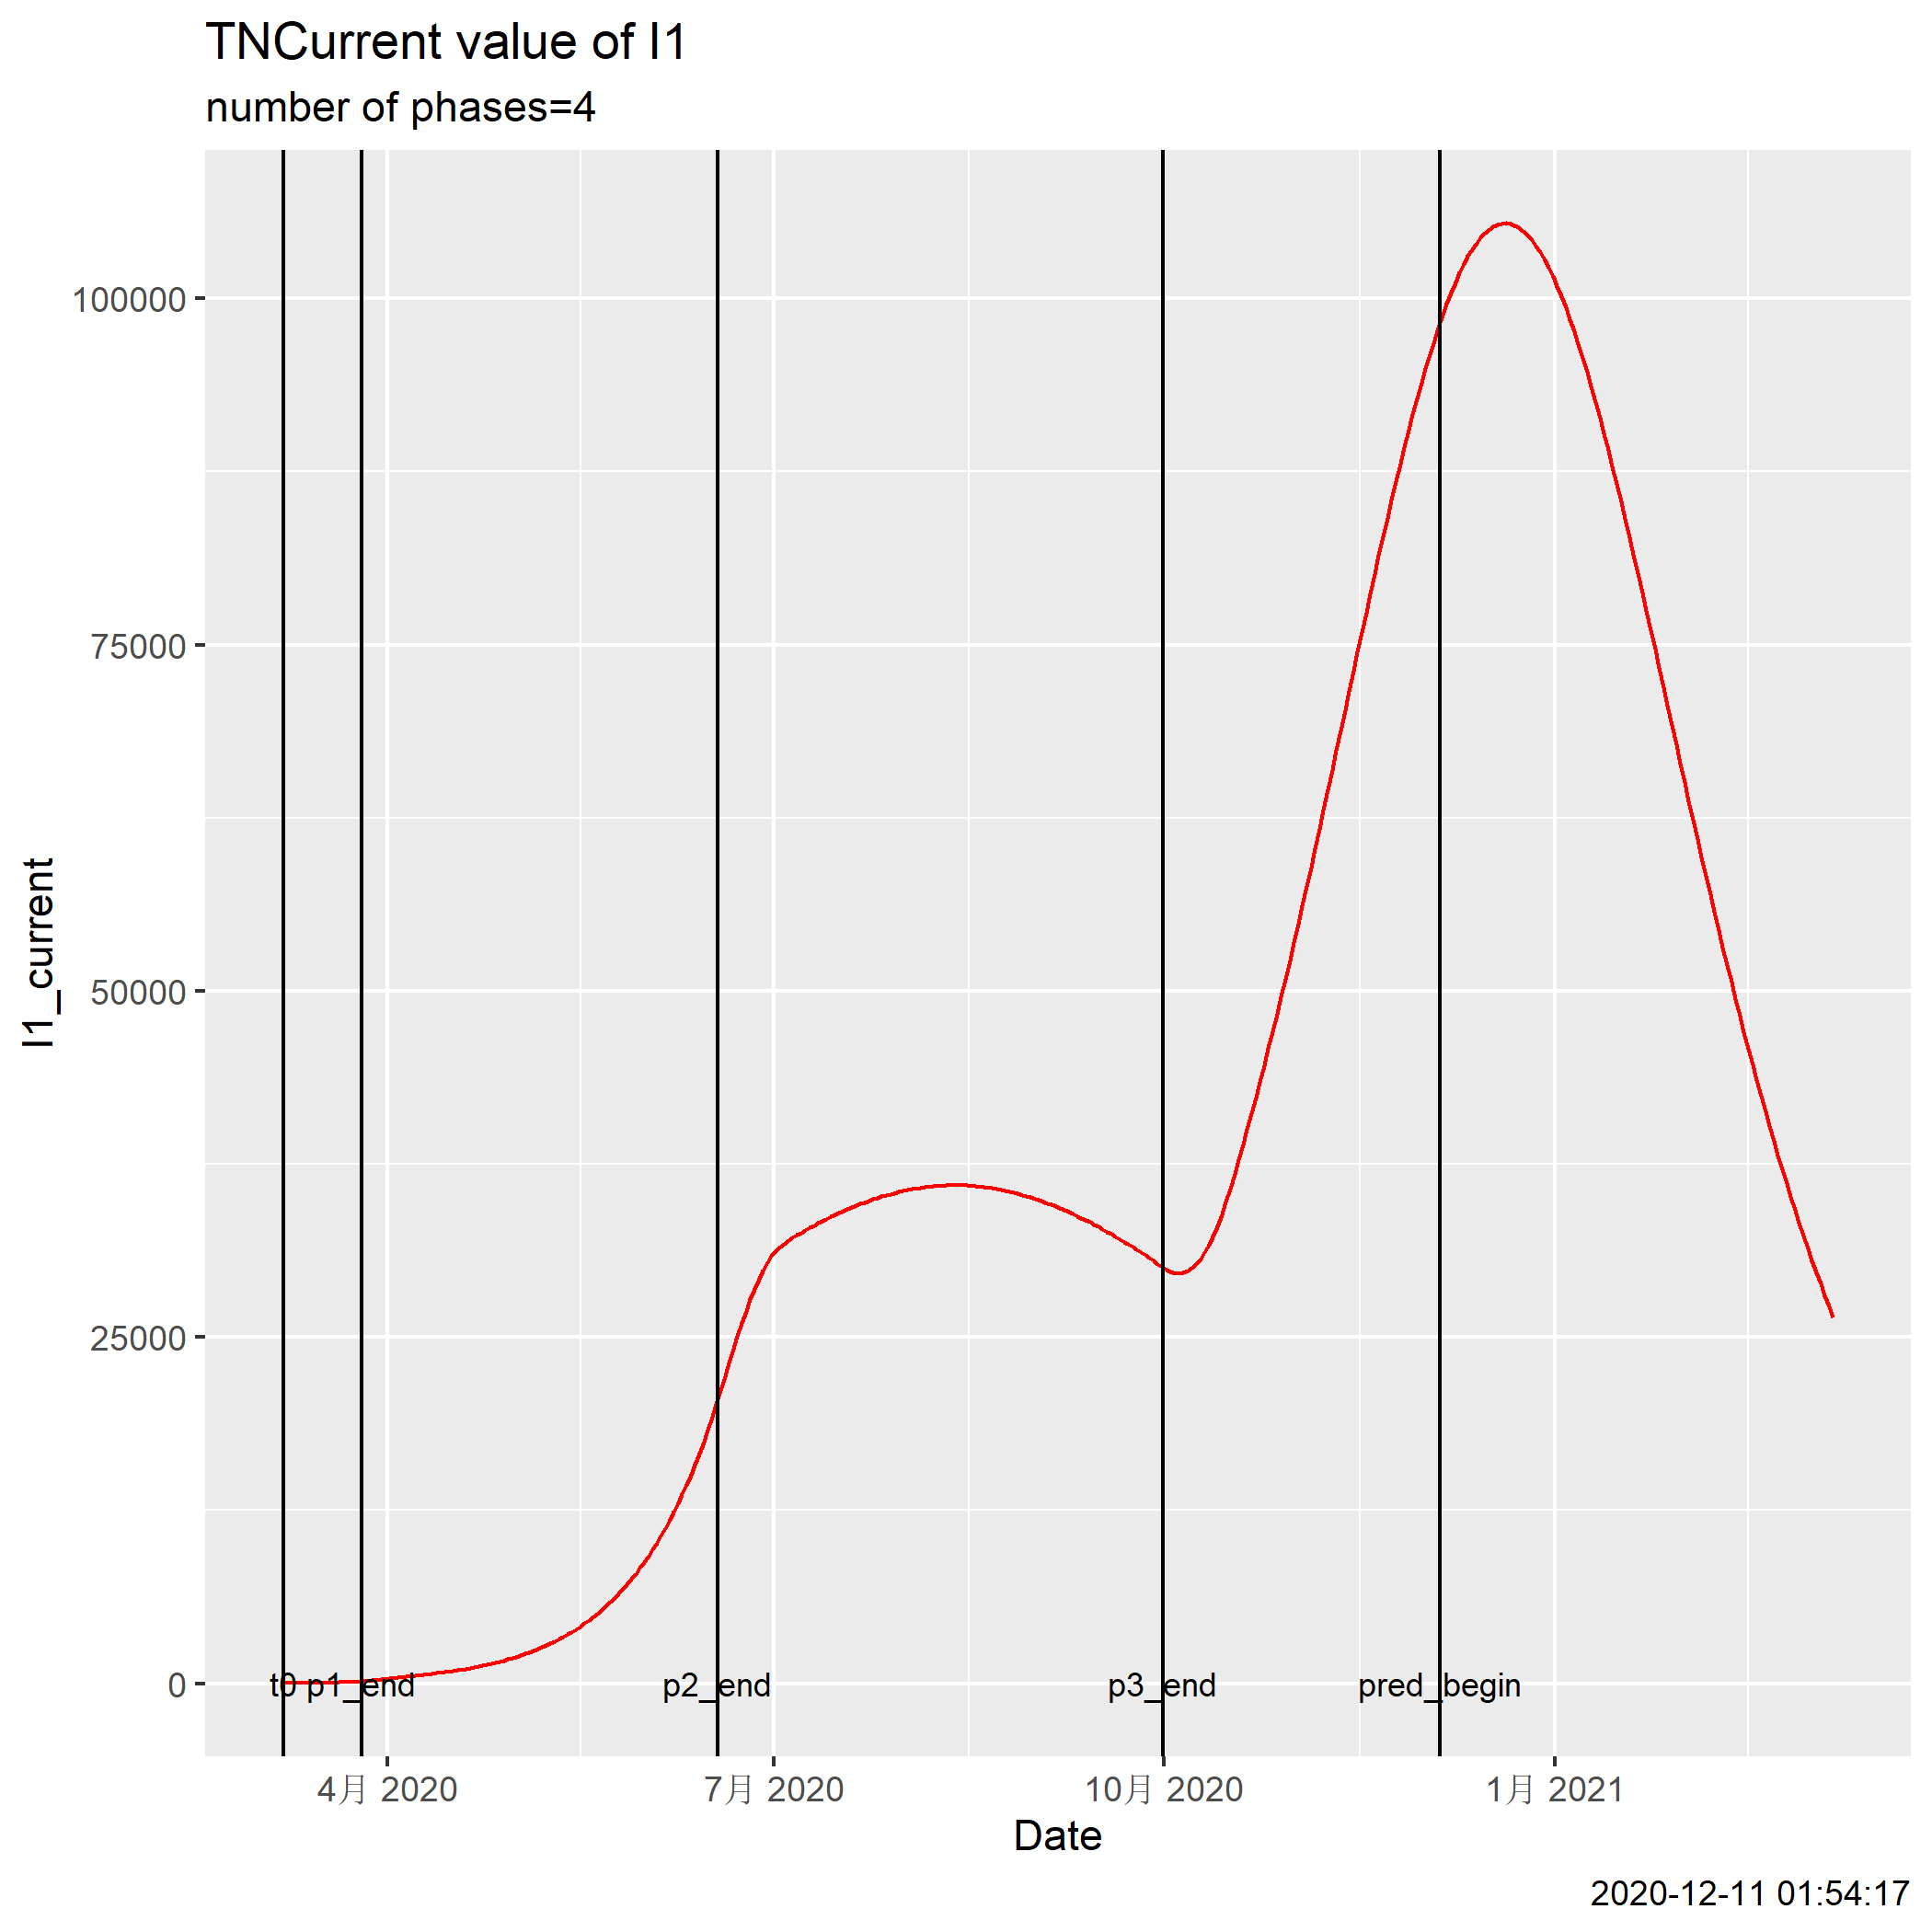 TNCurrent value of I1
number of phases=4
100000
75000
50000
25000
0
I1_current
t0 p1_end p2_end p3_end pred_begin
4月 2020 7月 2020 10月 2020 1月 2021
Date
2020-12-11 01:54:17